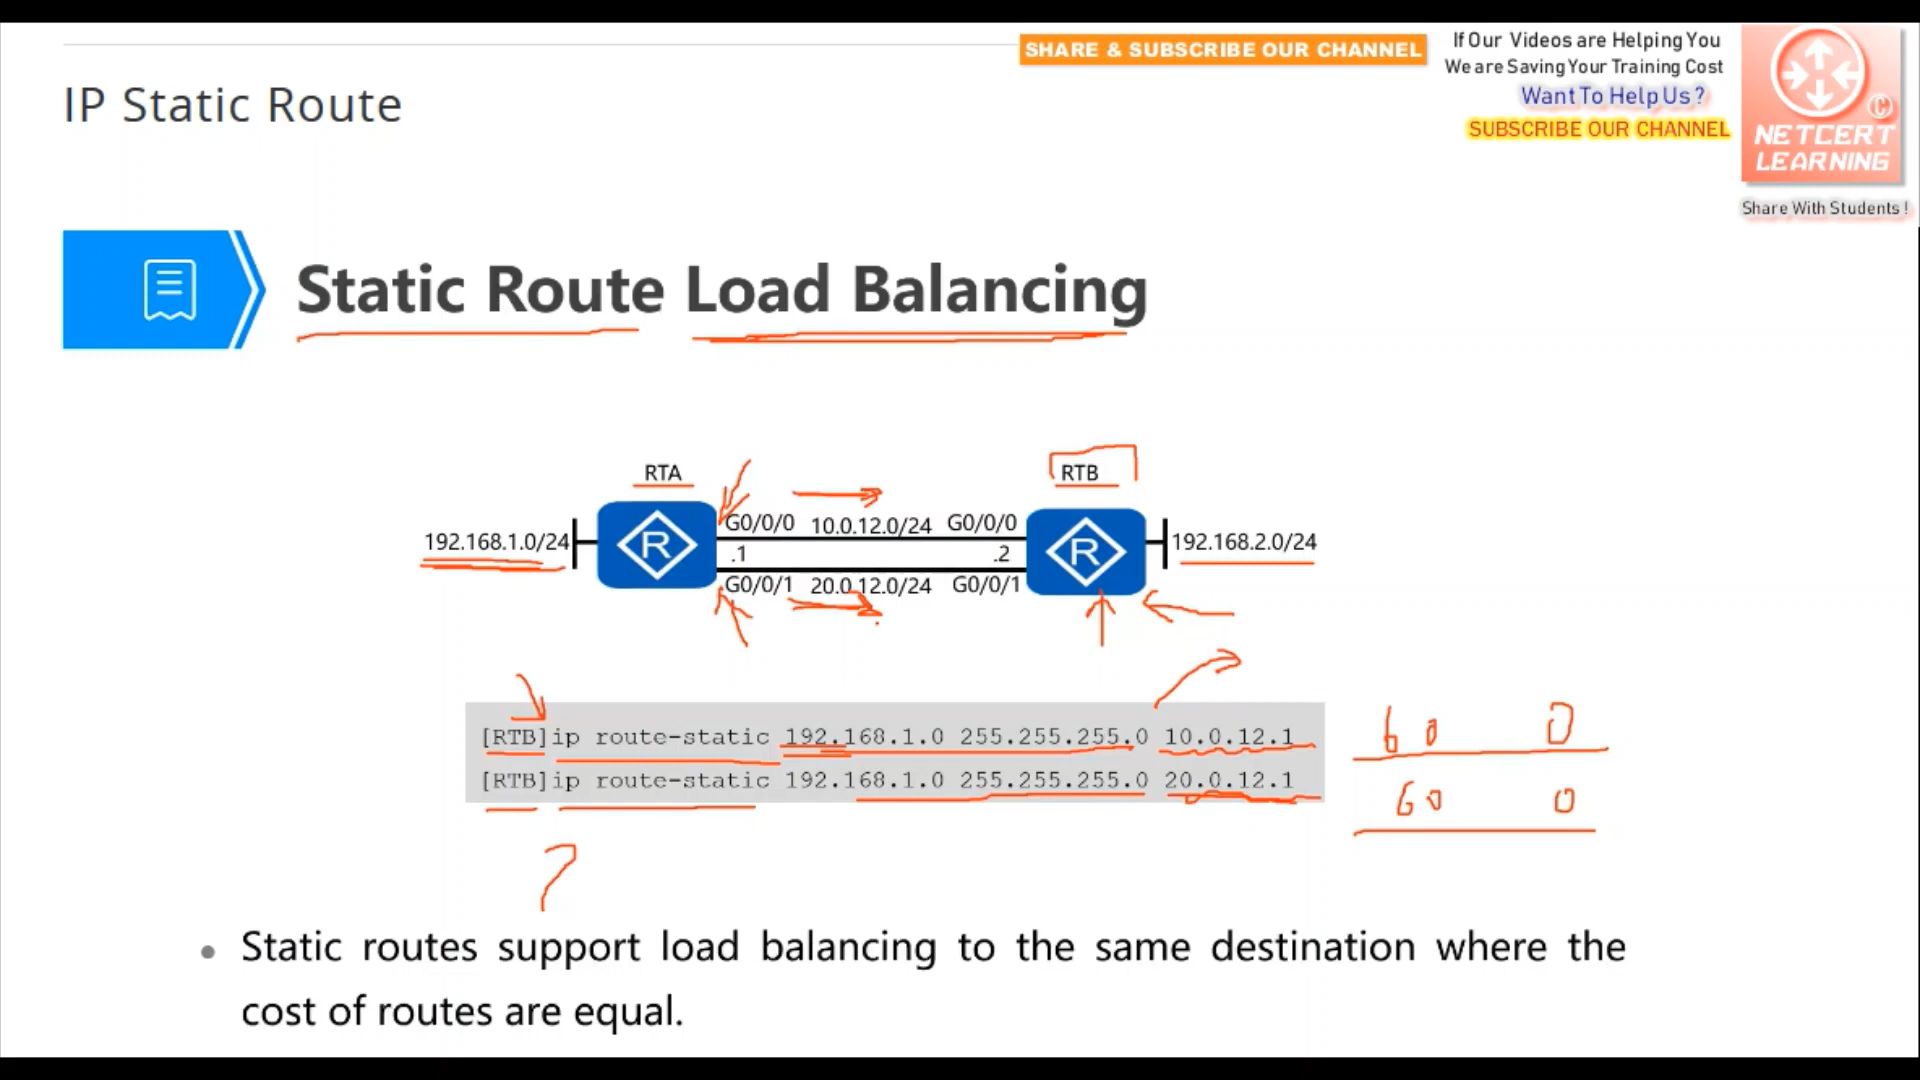 SHARE & SUBSCRIBE OUR CHANNEL
If Our Videos are Helping You
We are Saving Your Training Cost
Want To Help Us ?
SUBSCRIBE OUR CHANNEL
©
NETCERT
LEARNING
Share With Students !
IP Static Route
Static Route Load Balancing
RTA
RTB
G0/0/0 10.0.12.0/24 G0/0/0
192.168.1.0/24
R
R
192.168.2.0/24
.1
.2
G0/0/1 20.0.12.0/24 G0/0/1
[RTB]ip route-static 192.168.1.0 255.255.255.0 10.0.12.1
60 0
[RTB]ip route-static 192.168.1.0 255.255.255.0 20.0.12.1
60 0
• Static routes support load balancing to the same destination where the
cost of routes are equal.